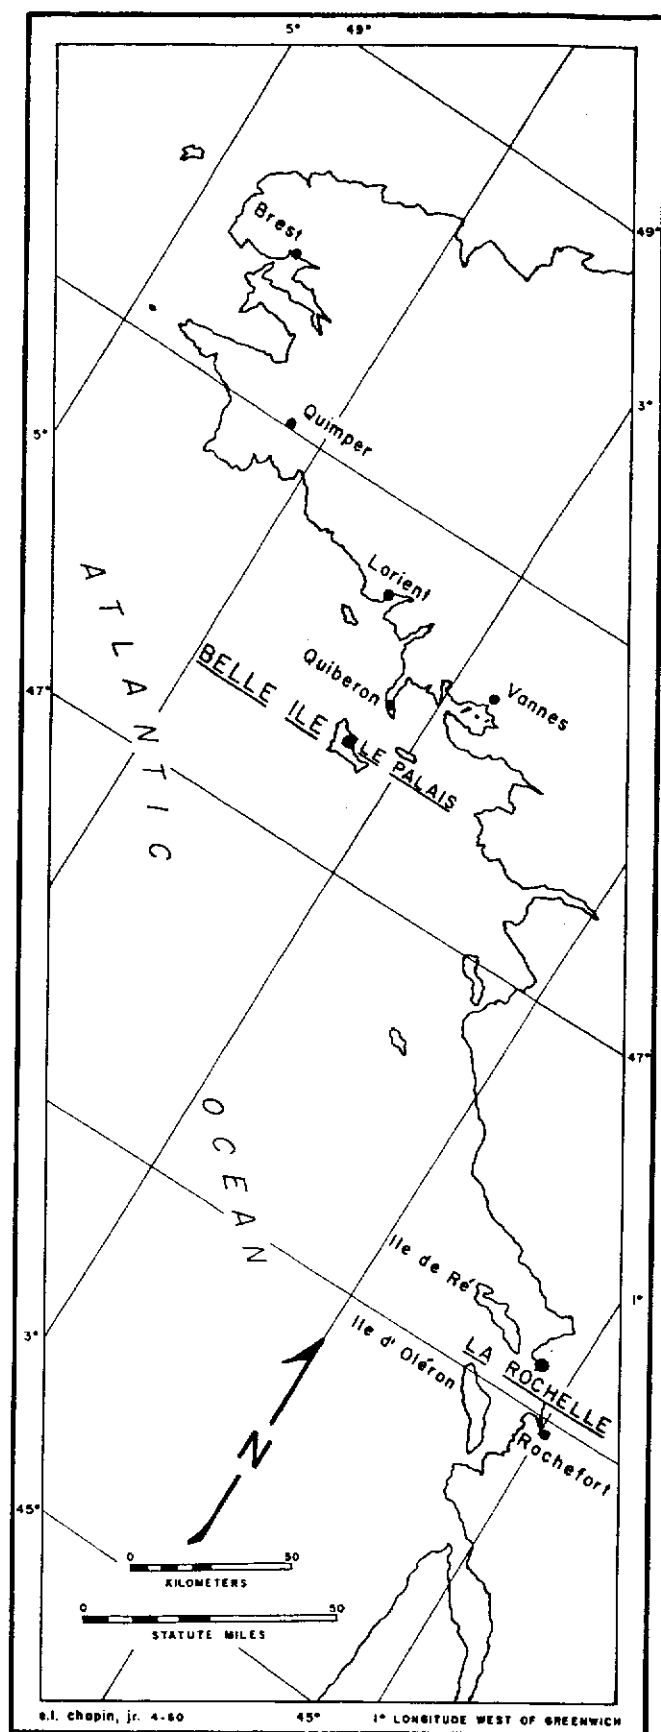 5° 49°
Brest
49°
3°
5°
Quimper
ATLANTIC
Lorient
47°
Quiberon
Vannes
BELLE ILE
LE PALAIS
OCEAN
47°
Ile de Ré
1°
3°
Ile d' Oléron
LA ROCHELLE
Rochefort
N
45°
0 50
KILOMETERS
0 50
STATUTE MILES
e.l. chapin, jr. 4-60 45° 1° LONGITUDE WEST OF GREENWICH